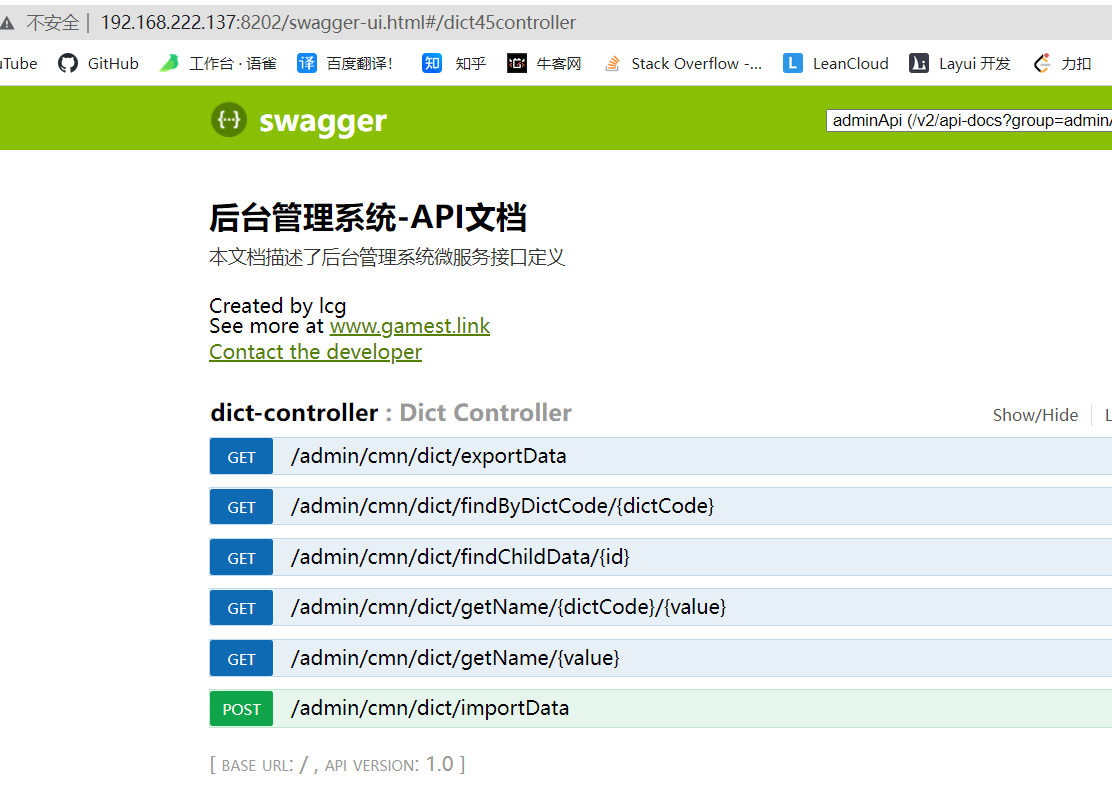 不安全 | 192.168.222.137:8202/swagger-ui.html#/dict45controller
uTube GitHub 工作台 · 语雀 译 百度翻译！ 知 知乎 牛客网 Stack Overflow -... L LeanCloud Layui 开发 力扣
{··} swagger adminApi (/v2/api-docs?group=adminA
后台管理系统-API文档
本文档描述了后台管理系统微服务接口定义
Created by lcg
See more at www.gamest.link
Contact the developer
dict-controller : Dict Controller Show/Hide L
GET /admin/cmn/dict/exportData
GET /admin/cmn/dict/findByDictCode/{dictCode}
GET /admin/cmn/dict/findChildData/{id}
GET /admin/cmn/dict/getName/{dictCode}/{value}
GET /admin/cmn/dict/getName/{value}
POST /admin/cmn/dict/importData
[ BASE URL: / , API VERSION: 1.0 ]